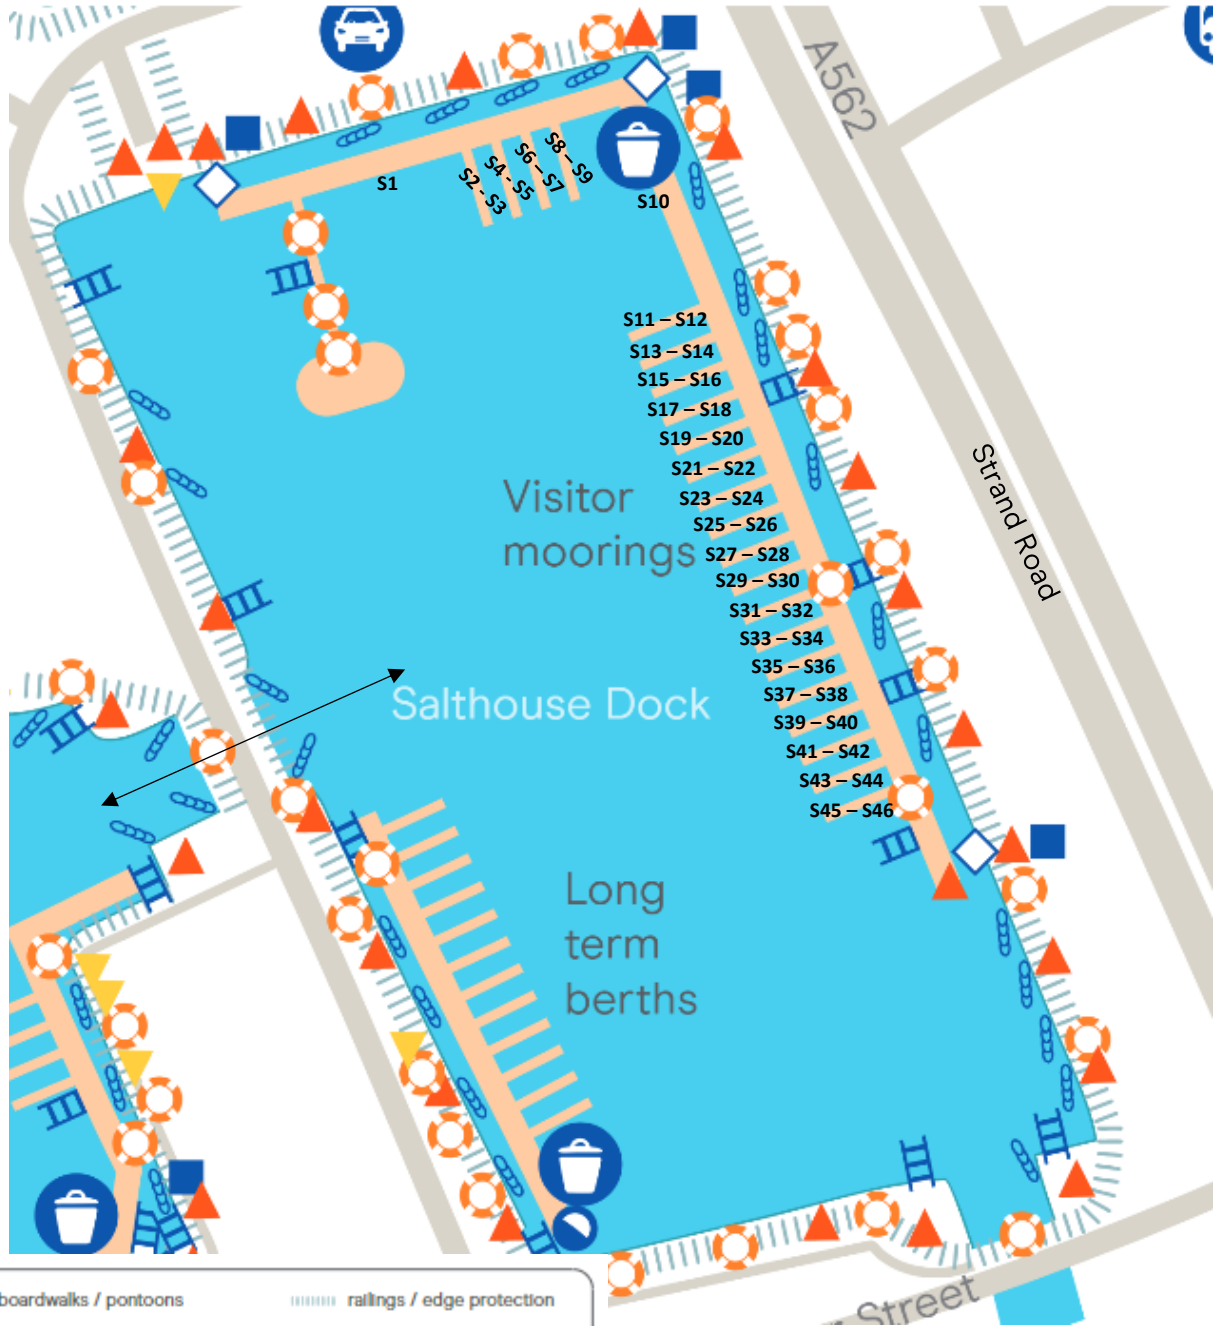 A562
S1
S2 - S3
S4 - S5
S6 – S7
S8 – S9
S10
S11 – S12
S13 – S14
S15 – S16
S17 – S18
S19 – S20
S21 – S22
S23 – S24
S25 – S26
S27 – S28
S29 – S30
S31 – S32
S33 – S34
S35 – S36
S37 – S38
S39 – S40
S41 – S42
S43 – S44
S45 – S46
Strand Road
Visitor
moorings
Salthouse Dock
Long
term
berths
boardwalks / pontoons
railings / edge protection
Street